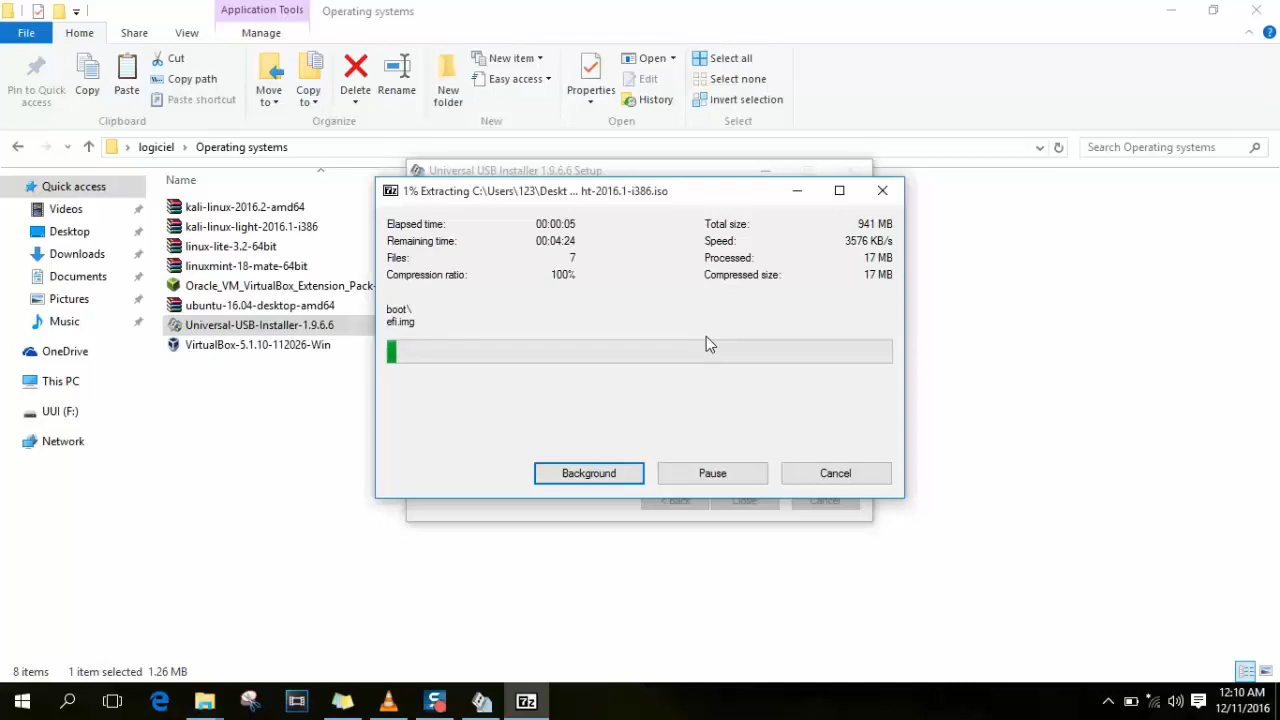 Application Tools
Operating systems
File
Home
Share
View
Manage
Pin to Quick access
Copy
Paste
Cut
Copy path
Paste shortcut
Clipboard
Move to
Copy to
Delete
Rename
Organize
New folder
New item
Easy access
New
Properties
Open
Edit
History
Open
Select all
Select none
Invert selection
Select
logiciel
Operating systems
Search Operating systems
Quick access
Videos
Desktop
Downloads
Documents
Pictures
Music
OneDrive
This PC
UUI (F:)
Network
Name
kali-linux-2016.2-amd64
kali-linux-light-2016.1-i386
linux-lite-3.2-64bit
linuxmint-18-mate-64bit
Oracle_VM_VirtualBox_Extension_Pack-
ubuntu-16.04-desktop-amd64
Universal-USB-Installer-1.9.6.6
VirtualBox-5.1.10-112026-Win
Universal USB Installer 1.9.6.6 Setup
7z
1% Extracting C:\Users\123\Deskt ... ht-2016.1-i386.iso
Elapsed time: 00:00:05
Total size: 941 MB
Remaining time: 00:04:24
Speed: 3576 KB/s
Files: 7
Processed: 17 MB
Compression ratio: 100%
Compressed size: 17 MB
boot\
efi.img
Background
Pause
Cancel
< Back
Close
Cancel
8 items
1 item selected 1.26 MB
7z
12:10 AM
12/11/2016